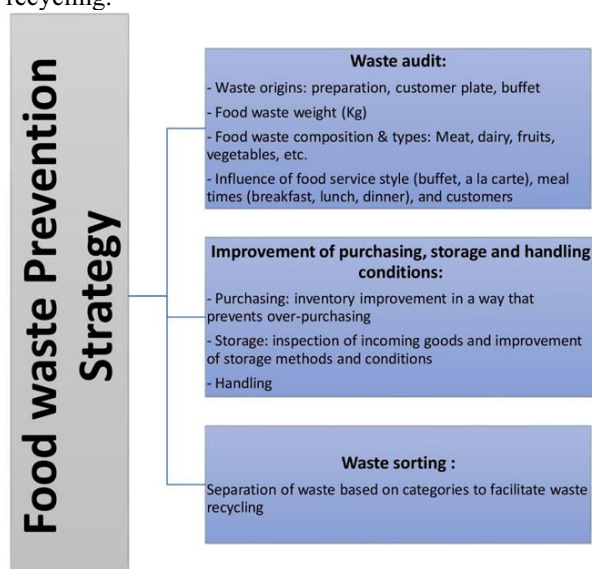 recycling.
Food waste Prevention
Strategy
Waste audit:
- Waste origins: preparation, customer plate, buffet
- Food waste weight (Kg)
- Food waste composition & types: Meat, dairy, fruits,
vegetables, etc.
- Influence of food service style (buffet, a la carte), meal
times (breakfast, lunch, dinner), and customers
Improvement of purchasing, storage and handling
conditions:
- Purchasing: inventory improvement in a way that
prevents over-purchasing
- Storage: inspection of incoming goods and improvement
of storage methods and conditions
- Handling
Waste sorting :
Separation of waste based on categories to facilitate waste
recycling